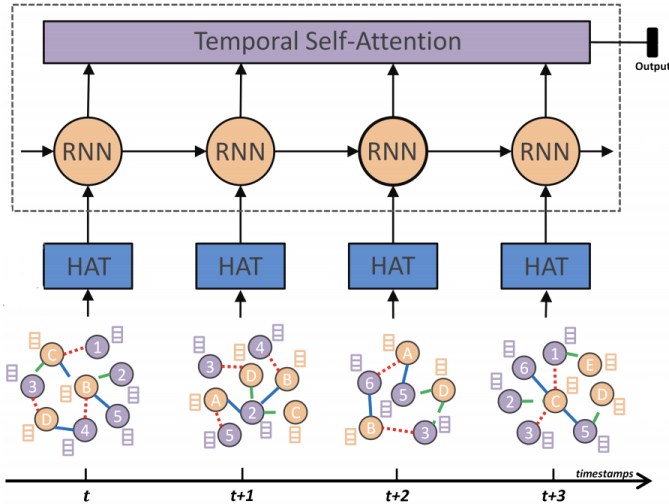 Temporal Self-Attention
Output
RNN RNN RNN RNN
HAT HAT HAT HAT
C 1 3 B 2 D 4 5
4 3 D B A 2 C 5
A 6 5 D B 3
1 E 6 D 2 C 3 5
timestamps
t t+1 t+2 t+3